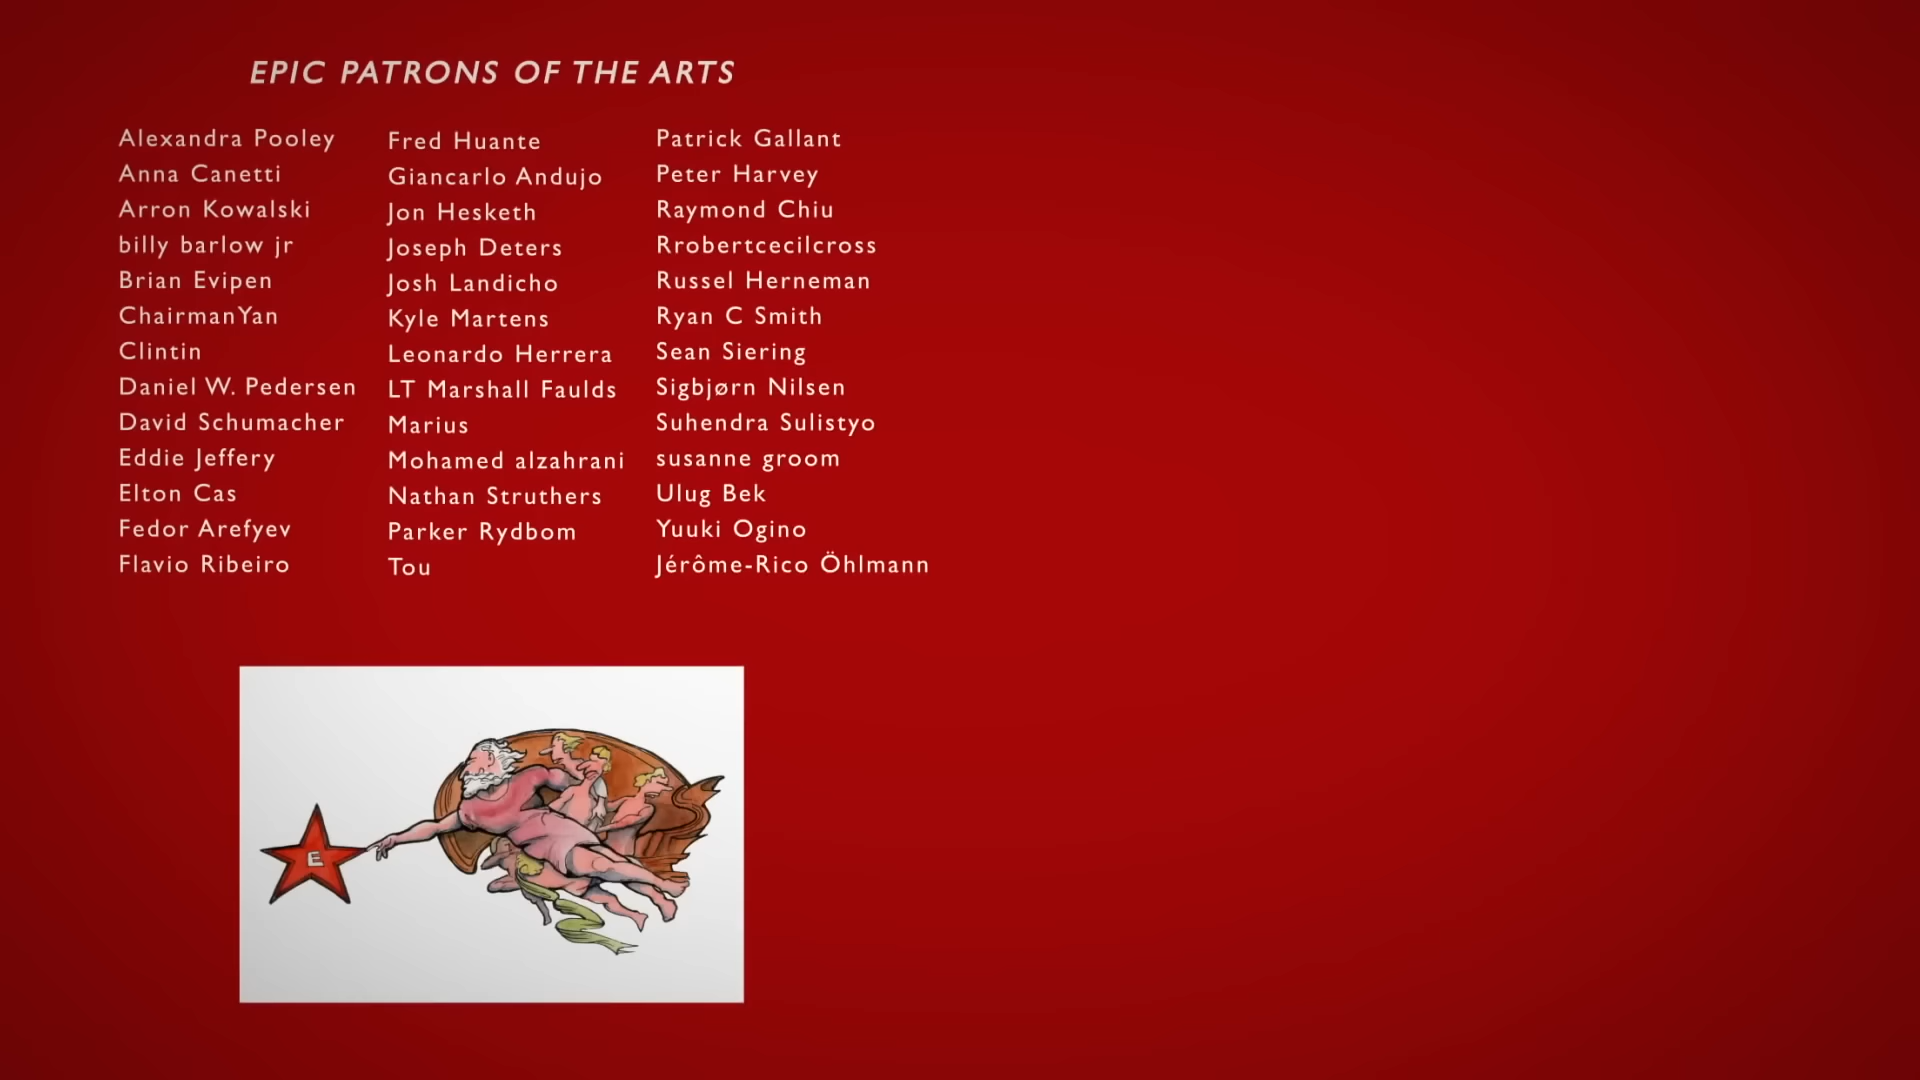 EPIC PATRONS OF THE ARTS
Alexandra Pooley
Anna Canetti
Arron Kowalski
billy barlow jr
Brian Evipen
ChairmanYan
Clintin
Daniel W. Pedersen
David Schumacher
Eddie Jeffery
Elton Cas
Fedor Arefyev
Flavio Ribeiro
Fred Huante
Giancarlo Andujo
Jon Hesketh
Joseph Deters
Josh Landicho
Kyle Martens
Leonardo Herrera
LT Marshall Faulds
Marius
Mohamed alzahrani
Nathan Struthers
Parker Rydbom
Tou
Patrick Gallant
Peter Harvey
Raymond Chiu
Rrobertcecilcross
Russel Herneman
Ryan C Smith
Sean Siering
Sigbjørn Nilsen
Suhendra Sulistyo
susanne groom
Ulug Bek
Yuuki Ogino
Jérôme-Rico Öhlmann
E